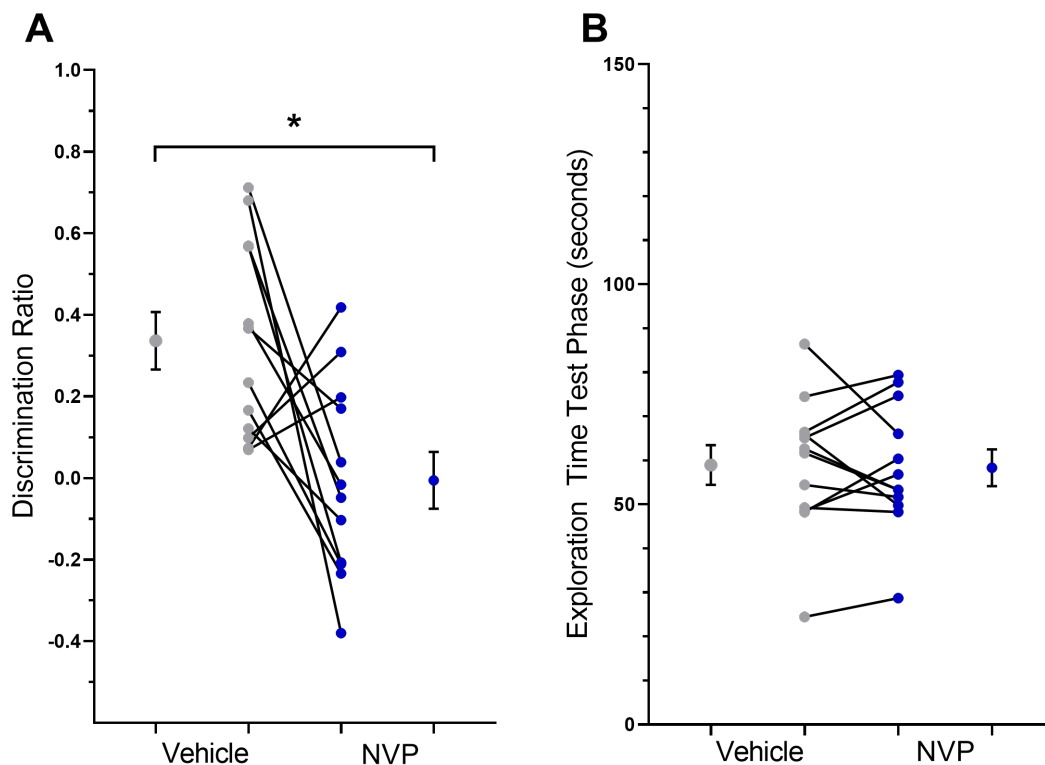 A
Discrimination Ratio
1.0
0.8
0.6
0.4
0.2
0.0
-0.2
-0.4
*
Vehicle NVP
B
Exploration Time Test Phase (seconds)
150
100
50
0
Vehicle NVP